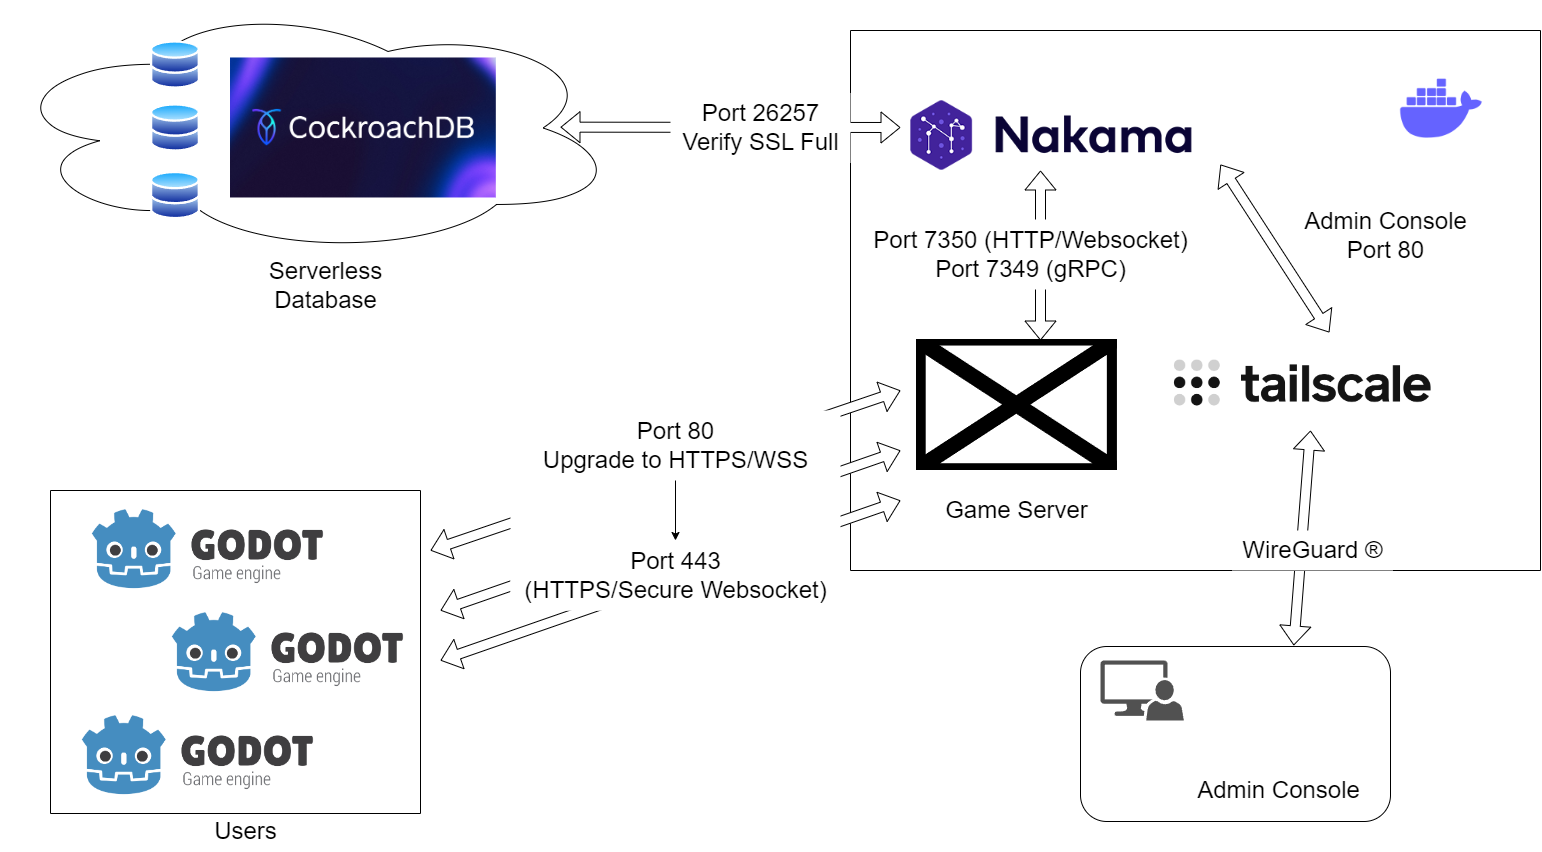 CockroachDB
Serverless
Database
Port 26257
Verify SSL Full
Nakama
Port 7350 (HTTP/Websocket)
Port 7349 (gRPC)
Admin Console
Port 80
tailscale
Game Server
Port 80
Upgrade to HTTPS/WSS
Port 443
(HTTPS/Secure Websocket)
WireGuard ®
GODOT
Game engine
GODOT
Game engine
GODOT
Game engine
Users
Admin Console